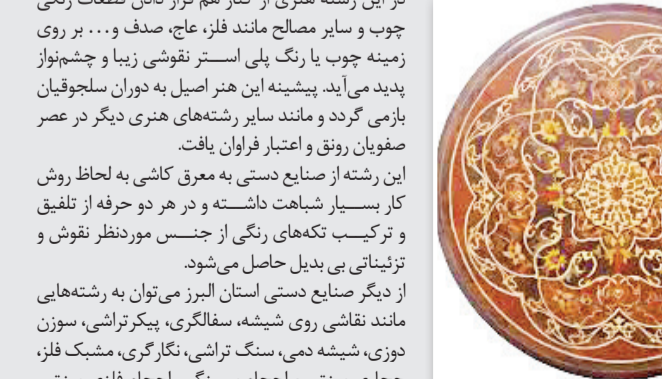 در این رشته هنری از کنار هم قرار دادن قطعات رنگی
چوب و سایر مصالح مانند فلز، عاج، صدف و... بر روی
زمینه چوب یا رنگ پلی استر نقوشی زیبا و چشم‌نواز
پدید می‌آید. پیشینه این هنر اصیل به دوران سلجوقیان
بازمی گردد و مانند سایر رشته‌های هنری دیگر در عصر
صفویان رونق و اعتبار فراوان یافت.
این رشته از صنایع دستی به معرق کاشی به لحاظ روش
کار بسیار شباهت داشته و در هر دو حرفه از تلفیق
و ترکیب تکه‌های رنگی از جنس موردنظر نقوش و
تزئیناتی بی بدیل حاصل می‌شود.
از دیگر صنایع دستی استان البرز می‌توان به رشته‌هایی
مانند نقاشی روی شیشه، سفالگری، پیکرتراشی، سوزن
دوزی، شیشه دمی، سنگ تراشی، نگارگری، مشبک فلز،